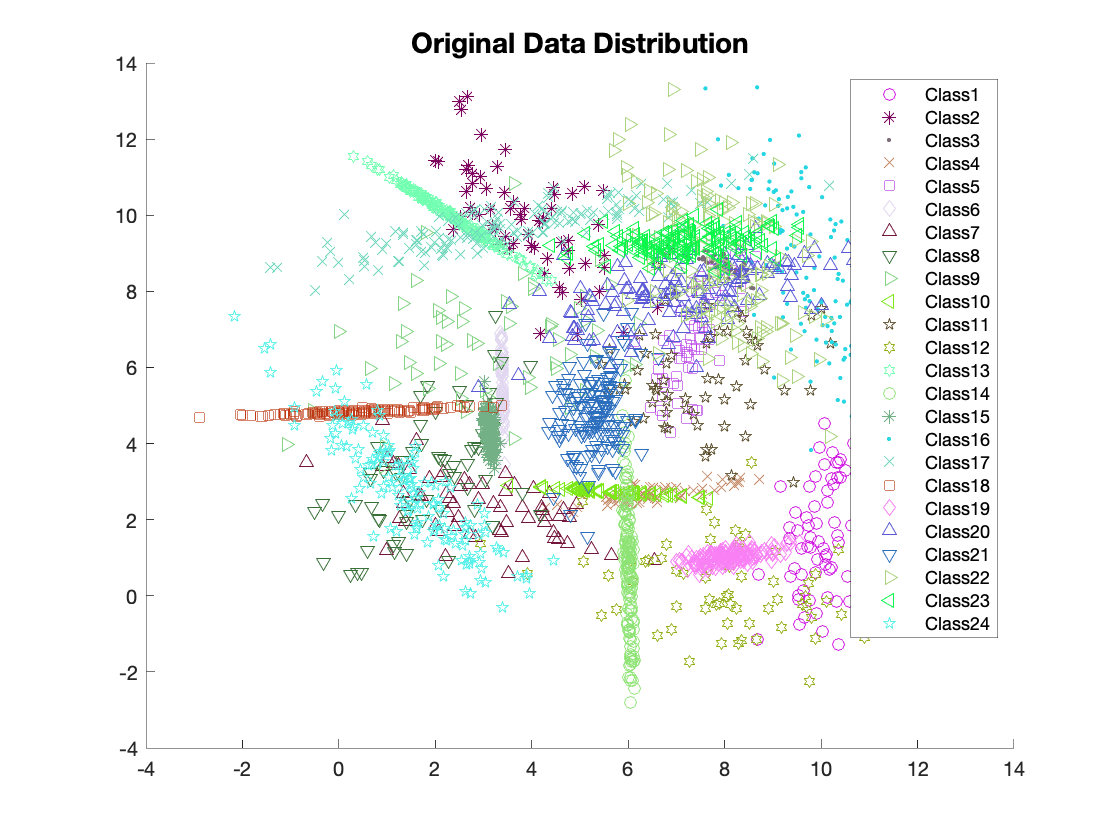 Original Data Distribution
14
12
10
8
6
4
2
0
-2
-4
-4
-2
0
2
4
6
8
10
12
14
Class1
Class2
Class3
Class4
Class5
Class6
Class7
Class8
Class9
Class10
Class11
Class12
Class13
Class14
Class15
Class16
Class17
Class18
Class19
Class20
Class21
Class22
Class23
Class24